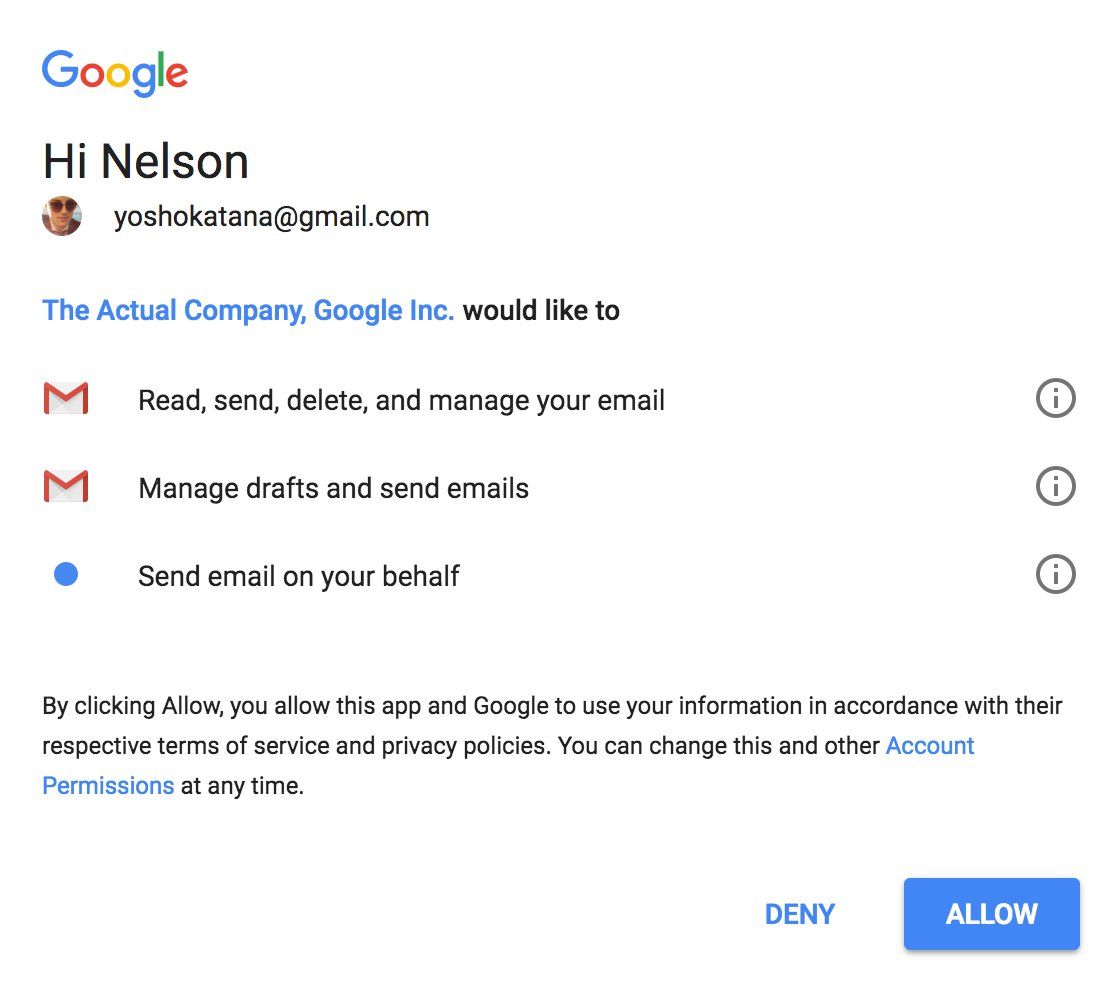 Google
Hi Nelson
yoshokatana@gmail.com
The Actual Company, Google Inc. would like to
Read, send, delete, and manage your email
Manage drafts and send emails
Send email on your behalf
By clicking Allow, you allow this app and Google to use your information in accordance with their
respective terms of service and privacy policies. You can change this and other Account
Permissions at any time.
DENY ALLOW